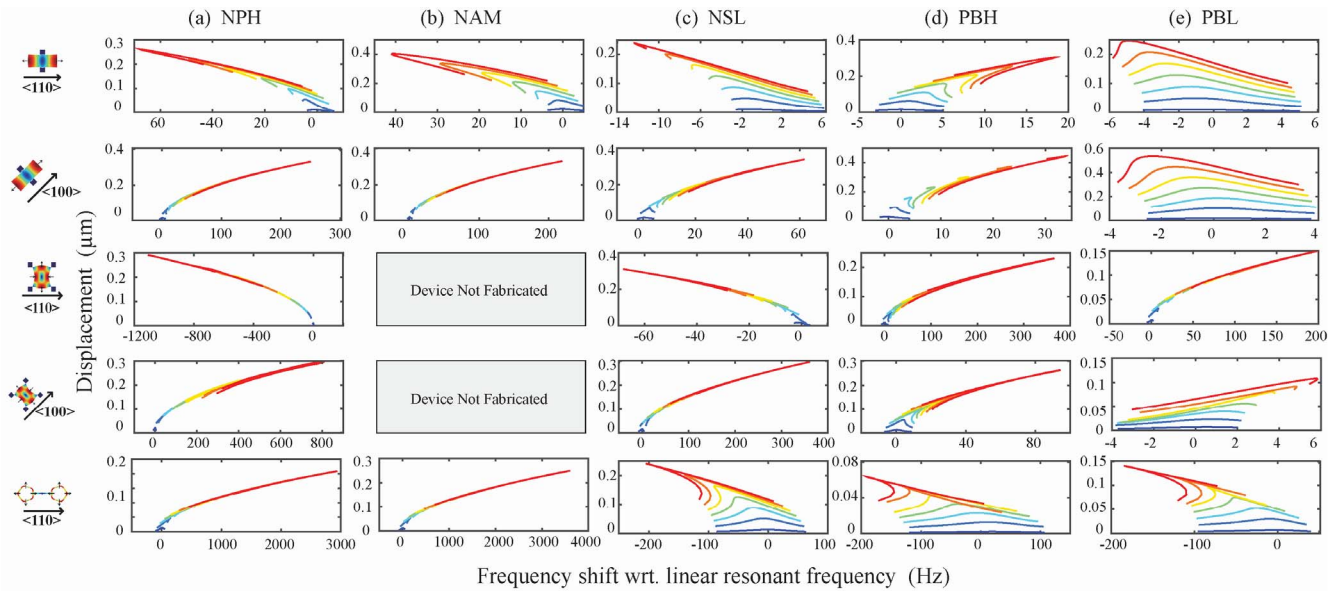 (a) NPH (b) NAM (c) NSL (d) PBH (e) PBL
<110>
0.3 0.2 0.1 0
-60 -40 -20 0
0.4 0.2 0
-40 -30 -20 10 0
0.2 0.1 0
-14 -10 -6 -2 2 6
0.4 0.2 0
-5 0 5 10 15 20
0.2 0.1 0
-6 -4 -2 0 2 4 6
<100>
0.4 0.2 0
0 100 200 300
0.4 0.2 0
0 100 200
0.4 0.2 0
0 20 40 60
0.4 0.2 0
0 10 20 30
0.6 0.4 0.2 0
-4 -2 0 2 4
Displacement (μm)
<110>
0.3 0.2 0.1 0
-1200 -800 -400 0
Device Not Fabricated
0.4 0.2 0
-60 -40 -20 0
0.3 0.2 0.1 0
0 100 200 300 400
0.15 0.10 0.05 0
-50 0 50 100 150 200
<100>
0.3 0.2 0.1 0
0 200 400 600 800
Device Not Fabricated
0.3 0.2 0.1 0
0 100 200 300 400
0.3 0.2 0.1 0
0 40 80
0.15 0.10 0.05 0
-4 -2 0 2 4 6
<110>
0.2 0.1 0
0 1000 2000 3000
0.3 0.2 0.1 0
0 1000 2000 3000 4000
0.2 0.1 0
-200 -100 0 100
0.08 0.04 0
-200 -100 0 100
0.15 0.10 0.05 0
-200 -100 0
Frequency shift wrt. linear resonant frequency (Hz)